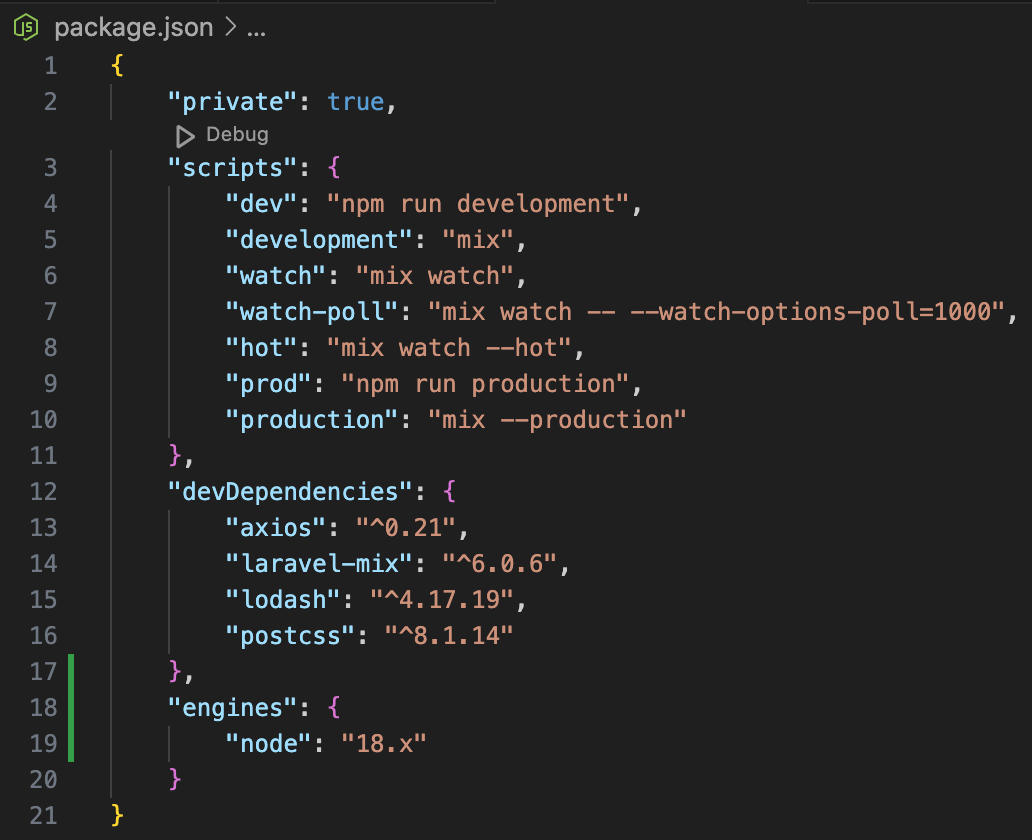 JS package.json > ...
1 {
2 "private": true,
Debug
3 "scripts": {
4 "dev": "npm run development",
5 "development": "mix",
6 "watch": "mix watch",
7 "watch-poll": "mix watch -- --watch-options-poll=1000",
8 "hot": "mix watch --hot",
9 "prod": "npm run production",
10 "production": "mix --production"
11 },
12 "devDependencies": {
13 "axios": "^0.21",
14 "laravel-mix": "^6.0.6",
15 "lodash": "^4.17.19",
16 "postcss": "^8.1.14"
17 },
18 "engines": {
19 "node": "18.x"
20 }
21 }